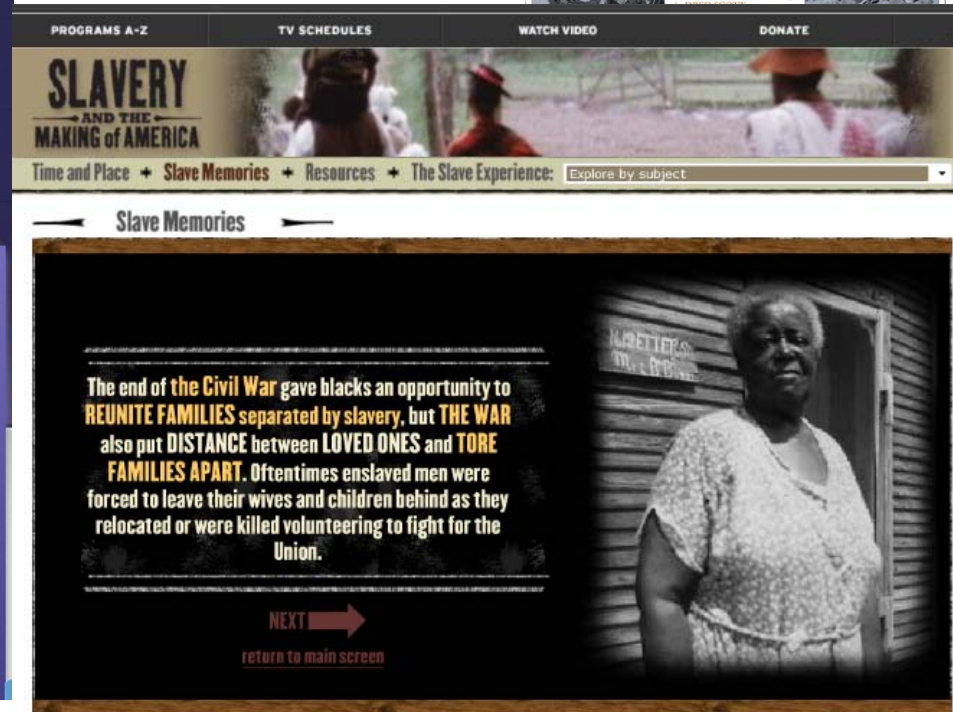 PROGRAMS A-Z TV SCHEDULES WATCH VIDEO DONATE
SLAVERY
AND THE
MAKING of AMERICA
Time and Place Slave Memories Resources The Slave Experience: Explore by subject
Slave Memories
The end of the Civil War gave blacks an opportunity to
REUNITE FAMILIES separated by slavery, but THE WAR
also put DISTANCE between LOVED ONES and TORE
FAMILIES APART. Oftentimes enslaved men were
forced to leave their wives and children behind as they
relocated or were killed volunteering to fight for the
Union.
NEXT
return to main screen